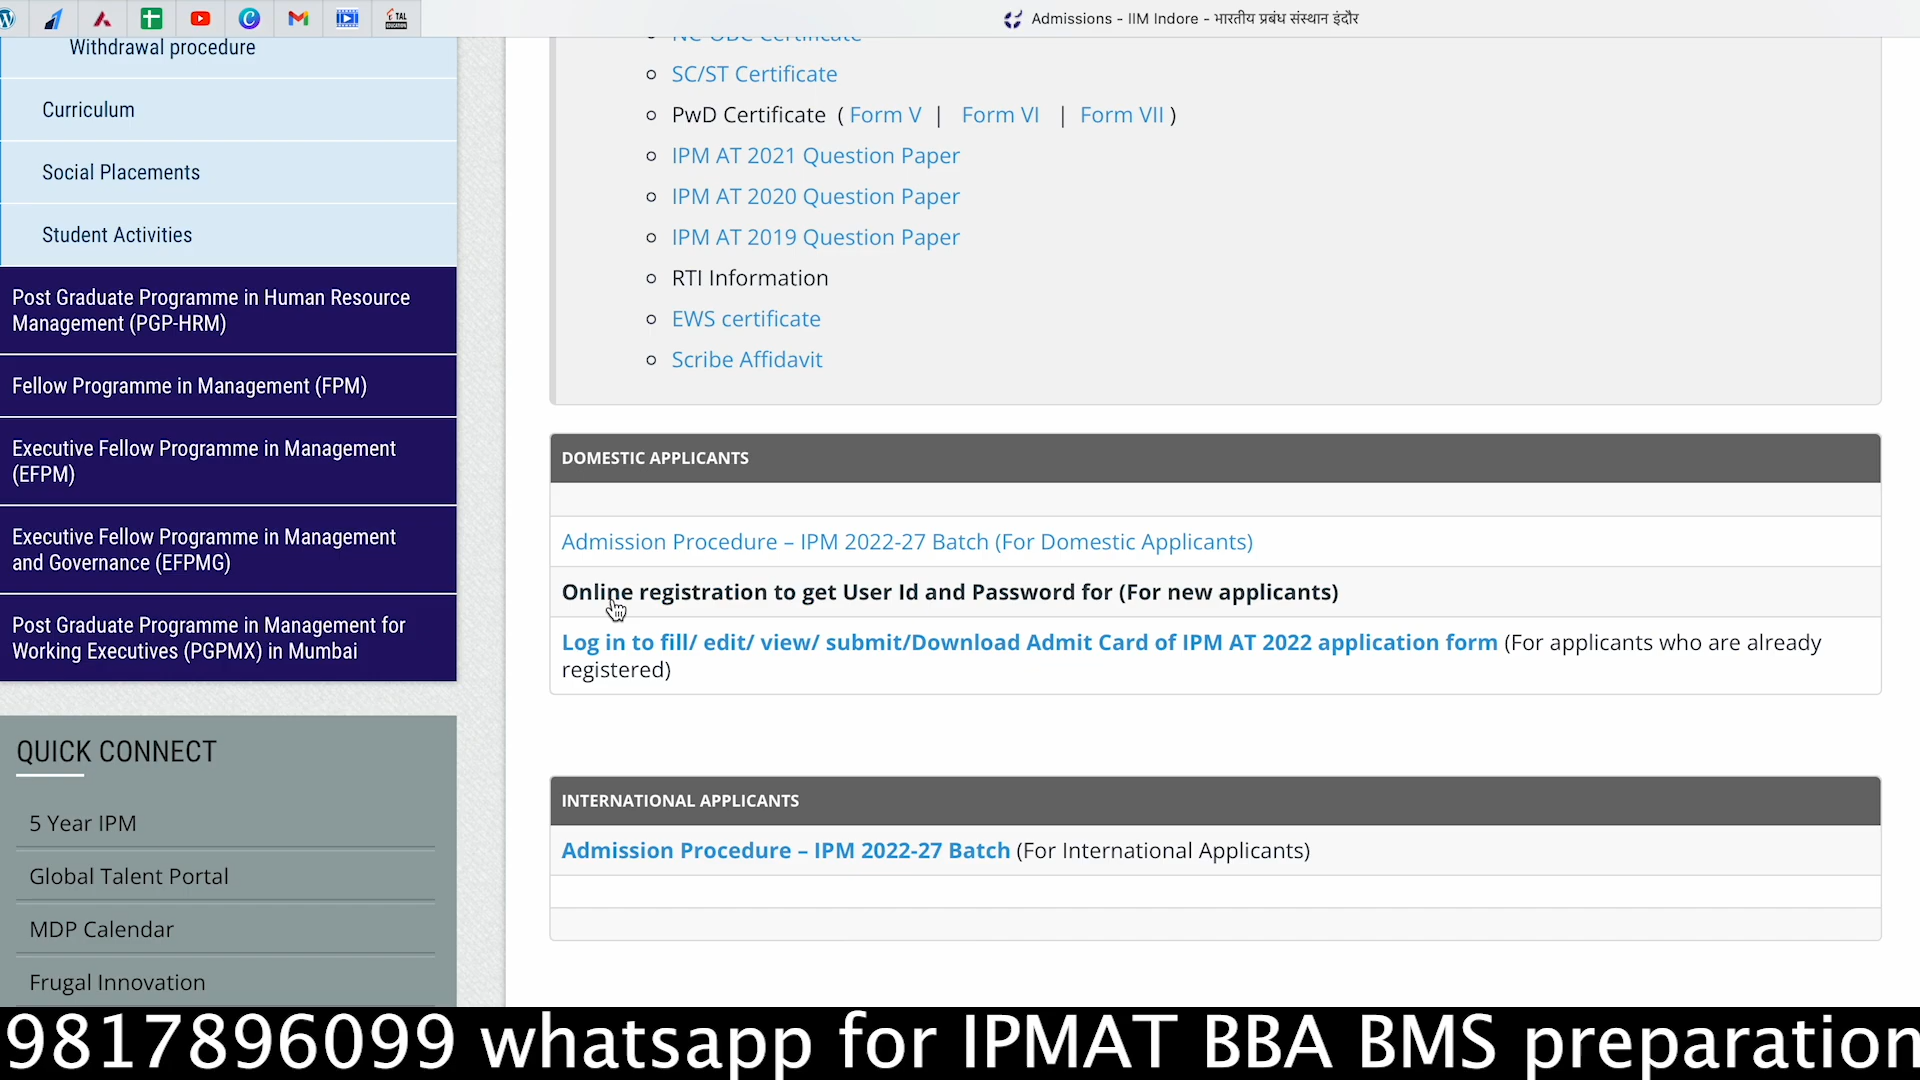 Admissions - IIM Indore - भारतीय प्रबंध संस्थान इंदौर
TAL
EDUCATION
Withdrawal procedure
Curriculum
Social Placements
Student Activities
Post Graduate Programme in Human Resource
Management (PGP-HRM)
Fellow Programme in Management (FPM)
Executive Fellow Programme in Management
(EFPM)
Executive Fellow Programme in Management
and Governance (EFPMG)
Post Graduate Programme in Management for
Working Executives (PGPMX) in Mumbai
QUICK CONNECT
5 Year IPM
Global Talent Portal
MDP Calendar
Frugal Innovation
NC-OBC Certificate
SC/ST Certificate
PwD Certificate ( Form V | Form VI | Form VII )
IPM AT 2021 Question Paper
IPM AT 2020 Question Paper
IPM AT 2019 Question Paper
RTI Information
EWS certificate
Scribe Affidavit
DOMESTIC APPLICANTS
Admission Procedure – IPM 2022-27 Batch (For Domestic Applicants)
Online registration to get User Id and Password for (For new applicants)
Log in to fill/ edit/ view/ submit/Download Admit Card of IPM AT 2022 application form (For applicants who are already
registered)
INTERNATIONAL APPLICANTS
Admission Procedure – IPM 2022-27 Batch (For International Applicants)
9817896099 whatsapp for IPMAT BBA BMS preparation